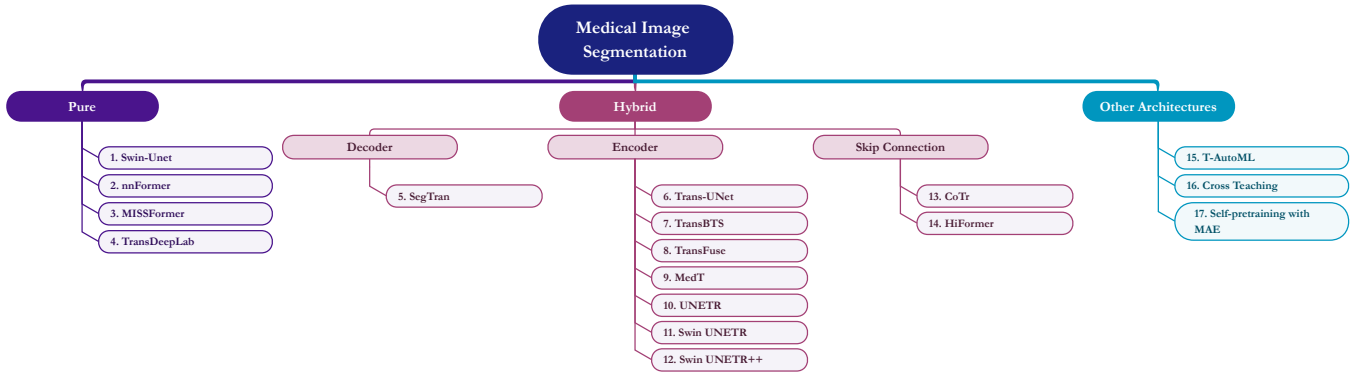 Medical Image
Segmentation
Pure
Hybrid
Other Architectures
Decoder
Encoder
Skip Connection
1. Swin-Unet
2. nnFormer
3. MISSFormer
4. TransDeepLab
5. SegTran
6. Trans-UNet
7. TransBTS
8. TransFuse
9. MedT
10. UNETR
11. Swin UNETR
12. Swin UNETR++
13. CoTr
14. HiFormer
15. T-AutoML
16. Cross Teaching
17. Self-pretraining with
MAE